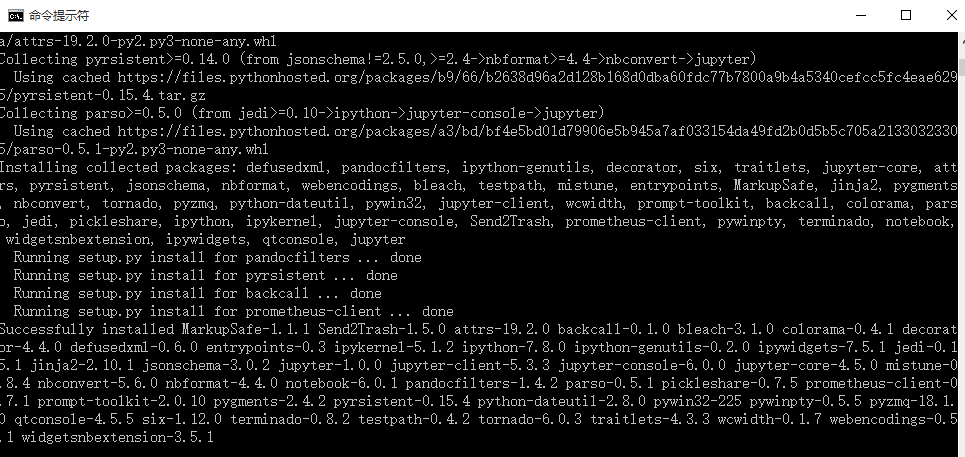 命令提示符
a/attrs-19.2.0-py2.py3-none-any.whl
Collecting pyrsistent>=0.14.0 (from jsonschema!=2.5.0,>=2.4->nbformat>=4.4->nbconvert->jupyter)
Using cached https://files.pythonhosted.org/packages/b9/66/b2638d96a2d128b168d0dba60fdc77b7800a9b4a5340cefcc5fc4eae629
5/pyrsistent-0.15.4.tar.gz
Collecting parso>=0.5.0 (from jedi>=0.10->ipython->jupyter-console->jupyter)
Using cached https://files.pythonhosted.org/packages/a3/bd/bf4e5bd01d79906e5b945a7af033154da49fd2b0d5b5c705a2133032330
5/parso-0.5.1-py2.py3-none-any.whl
Installing collected packages: defusedxml, pandocfilters, ipython-genutils, decorator, six, traitlets, jupyter-core, att
rs, pyrsistent, jsonschema, nbformat, webencodings, bleach, testpath, mistune, entrypoints, MarkupSafe, jinja2, pygments
, nbconvert, tornado, pyzmq, python-dateutil, pywin32, jupyter-client, wcwidth, prompt-toolkit, backcall, colorama, pars
o, jedi, pickleshare, ipython, ipykernel, jupyter-console, Send2Trash, prometheus-client, pywinpty, terminado, notebook,
widgetsnbextension, ipywidgets, qtconsole, jupyter
Running setup.py install for pandocfilters ... done
Running setup.py install for pyrsistent ... done
Running setup.py install for backcall ... done
Running setup.py install for prometheus-client ... done
Successfully installed MarkupSafe-1.1.1 Send2Trash-1.5.0 attrs-19.2.0 backcall-0.1.0 bleach-3.1.0 colorama-0.4.1 decorat
or-4.4.0 defusedxml-0.6.0 entrypoints-0.3 ipykernel-5.1.2 ipython-7.8.0 ipython-genutils-0.2.0 ipywidgets-7.5.1 jedi-0.1
5.1 jinja2-2.10.1 jsonschema-3.0.2 jupyter-1.0.0 jupyter-client-5.3.3 jupyter-console-6.0.0 jupyter-core-4.5.0 mistune-0
.8.4 nbconvert-5.6.0 nbformat-4.4.0 notebook-6.0.1 pandocfilters-1.4.2 parso-0.5.1 pickleshare-0.7.5 prometheus-client-0
.7.1 prompt-toolkit-2.0.10 pygments-2.4.2 pyrsistent-0.15.4 python-dateutil-2.8.0 pywin32-225 pywinpty-0.5.5 pyzmq-18.1.
0 qtconsole-4.5.5 six-1.12.0 terminado-0.8.2 testpath-0.4.2 tornado-6.0.3 traitlets-4.3.3 wcwidth-0.1.7 webencodings-0.5
.1 widgetsnbextension-3.5.1